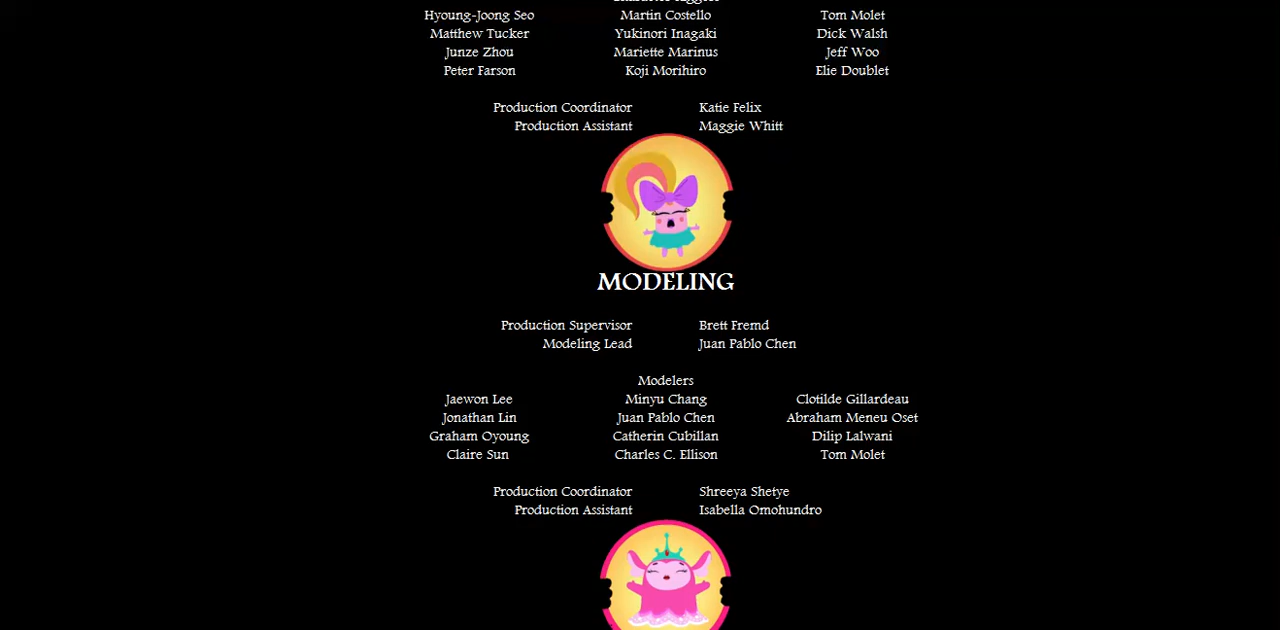 Hyoung-Joong Seo Martin Costello Tom Molet
Matthew Tucker Yukinori Inagaki Dick Walsh
Junze Zhou Mariette Marinus Jeff Woo
Peter Farson Koji Morihiro Elie Doublet
Production Coordinator Katie Felix
Production Assistant Maggie Whitt
MODELING
Production Supervisor Brett Fremd
Modeling Lead Juan Pablo Chen
Modelers
Jaewon Lee Minyu Chang Clotilde Gillardeau
Jonathan Lin Juan Pablo Chen Abraham Meneu Oset
Graham Oyoung Catherin Cubillan Dilip Lalwani
Claire Sun Charles C. Ellison Tom Molet
Production Coordinator Shreeya Shetye
Production Assistant Isabella Omohundro